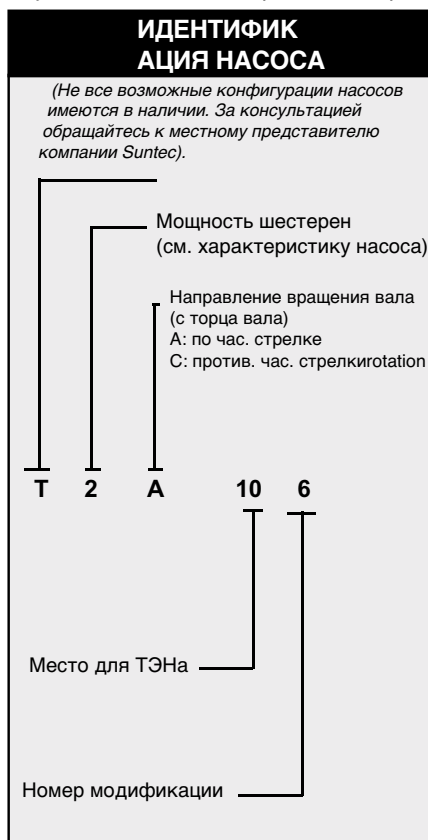 ИДЕНТИФИК
АЦИЯ НАСОСА
(Не все возможные конфигурации насосов
имеются в наличии. За консультацией
обращайтесь к местному представителю
компании Suntec).
Мощность шестерен
(см. характеристику насоса)
Направление вращения вала
(с торца вала)
A: по час. стрелке
C: против. час. стрелкиrotation
T 2 A 10 6
Место для ТЭНа
Номер модификации